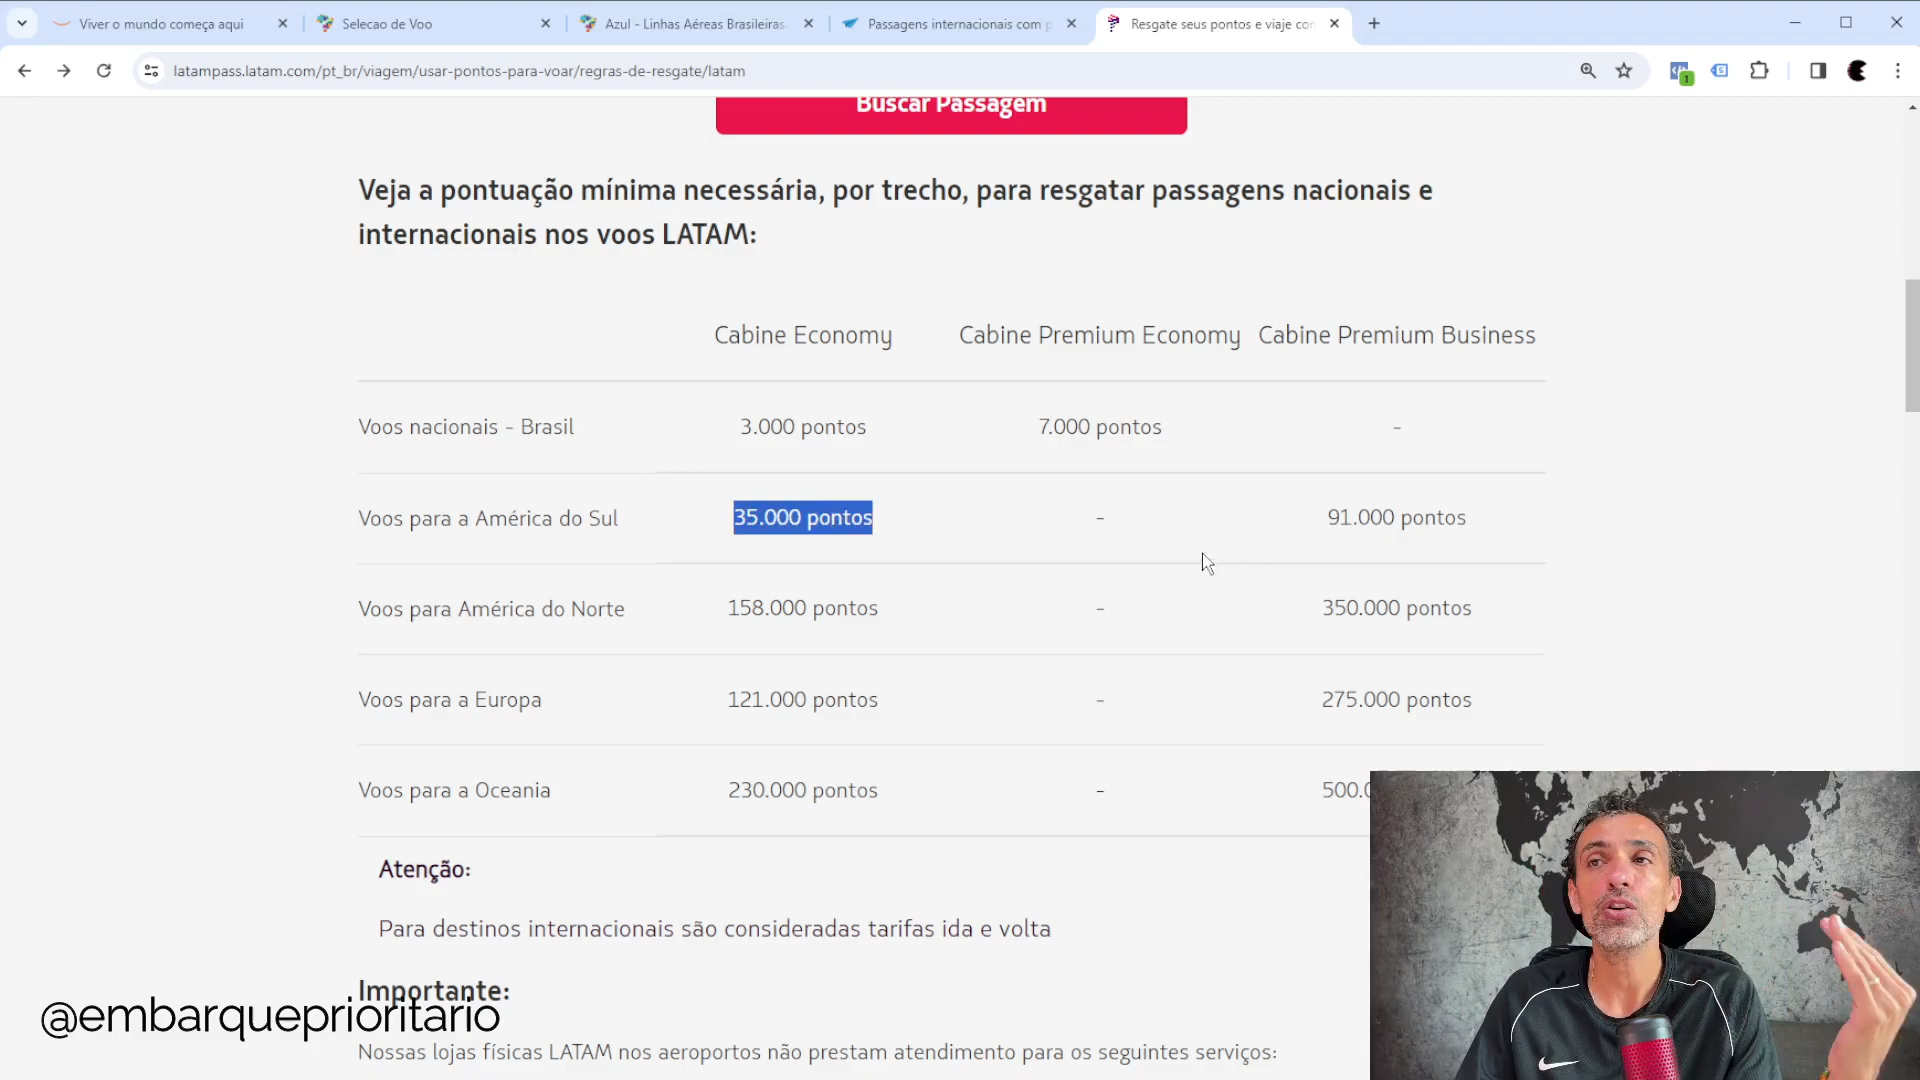 Viver o mundo começa aqui
Selecao de Voo
Azul - Linhas Aéreas Brasileiras.
Passagens internacionais com p
Resgate seus pontos e viaje cor
latampass.latam.com/pt_br/viagem/usar-pontos-para-voar/regras-de-resgate/latam
1
Buscar Passagem
Veja a pontuação mínima necessária, por trecho, para resgatar passagens nacionais e
internacionais nos voos LATAM:
Cabine Economy Cabine Premium Economy Cabine Premium Business
Voos nacionais - Brasil 3.000 pontos 7.000 pontos -
Voos para a América do Sul 35.000 pontos - 91.000 pontos
Voos para América do Norte 158.000 pontos - 350.000 pontos
Voos para a Europa 121.000 pontos - 275.000 pontos
Voos para a Oceania 230.000 pontos - 500.0
Atenção:
Para destinos internacionais são consideradas tarifas ida e volta
Importante:
@embarqueprioritario
Nossas lojas físicas LATAM nos aeroportos não prestam atendimento para os seguintes serviços: